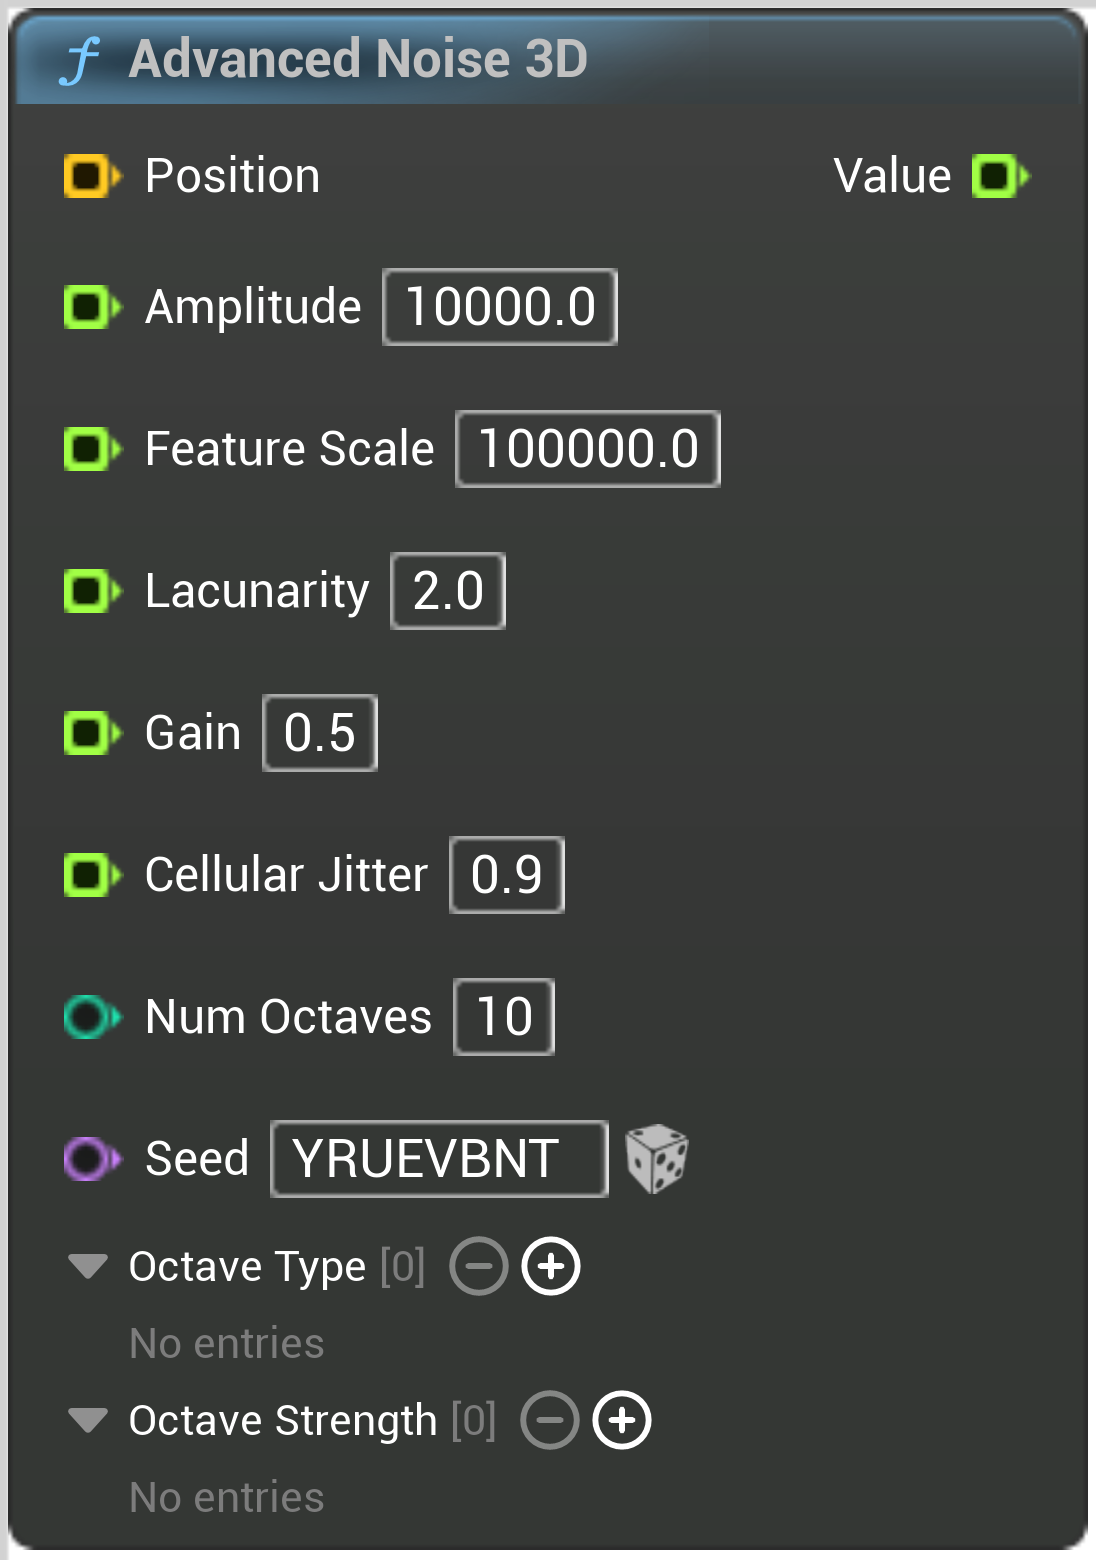 f Advanced Noise 3D
Position Value
Amplitude 10000.0
Feature Scale 100000.0
Lacunarity 2.0
Gain 0.5
Cellular Jitter 0.9
Num Octaves 10
Seed YRUEVBNT
Octave Type [0]
No entries
Octave Strength [0]
No entries